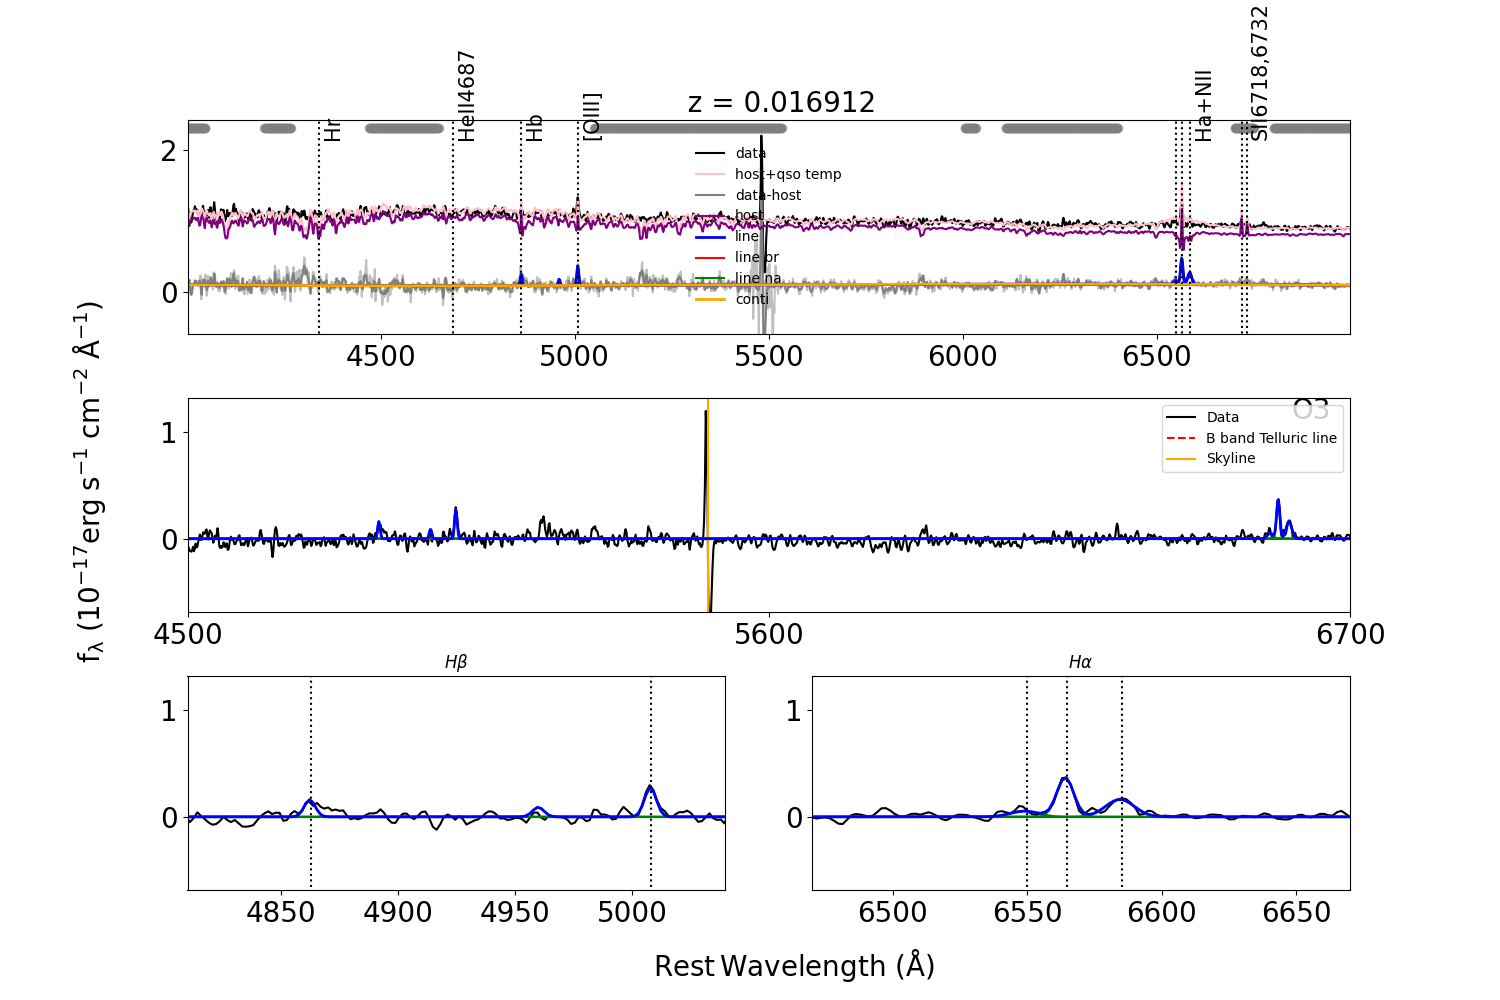 z = 0.016912
Hr
HeII4687
Hb
[OIII]
Ha+NII
SII6718,6732
data
host+qso temp
data-host
host
line
line br
line na
conti
2
0
4500 5000 5500 6000 6500
O3
Data
B band Telluric line
Skyline
1
0
4500 5600 6700
fλ (10−17erg s−1 cm−2 Å−1)
Hβ
1
0
4850 4900 4950 5000
Hα
1
0
6500 6550 6600 6650
Rest Wavelength (Å)